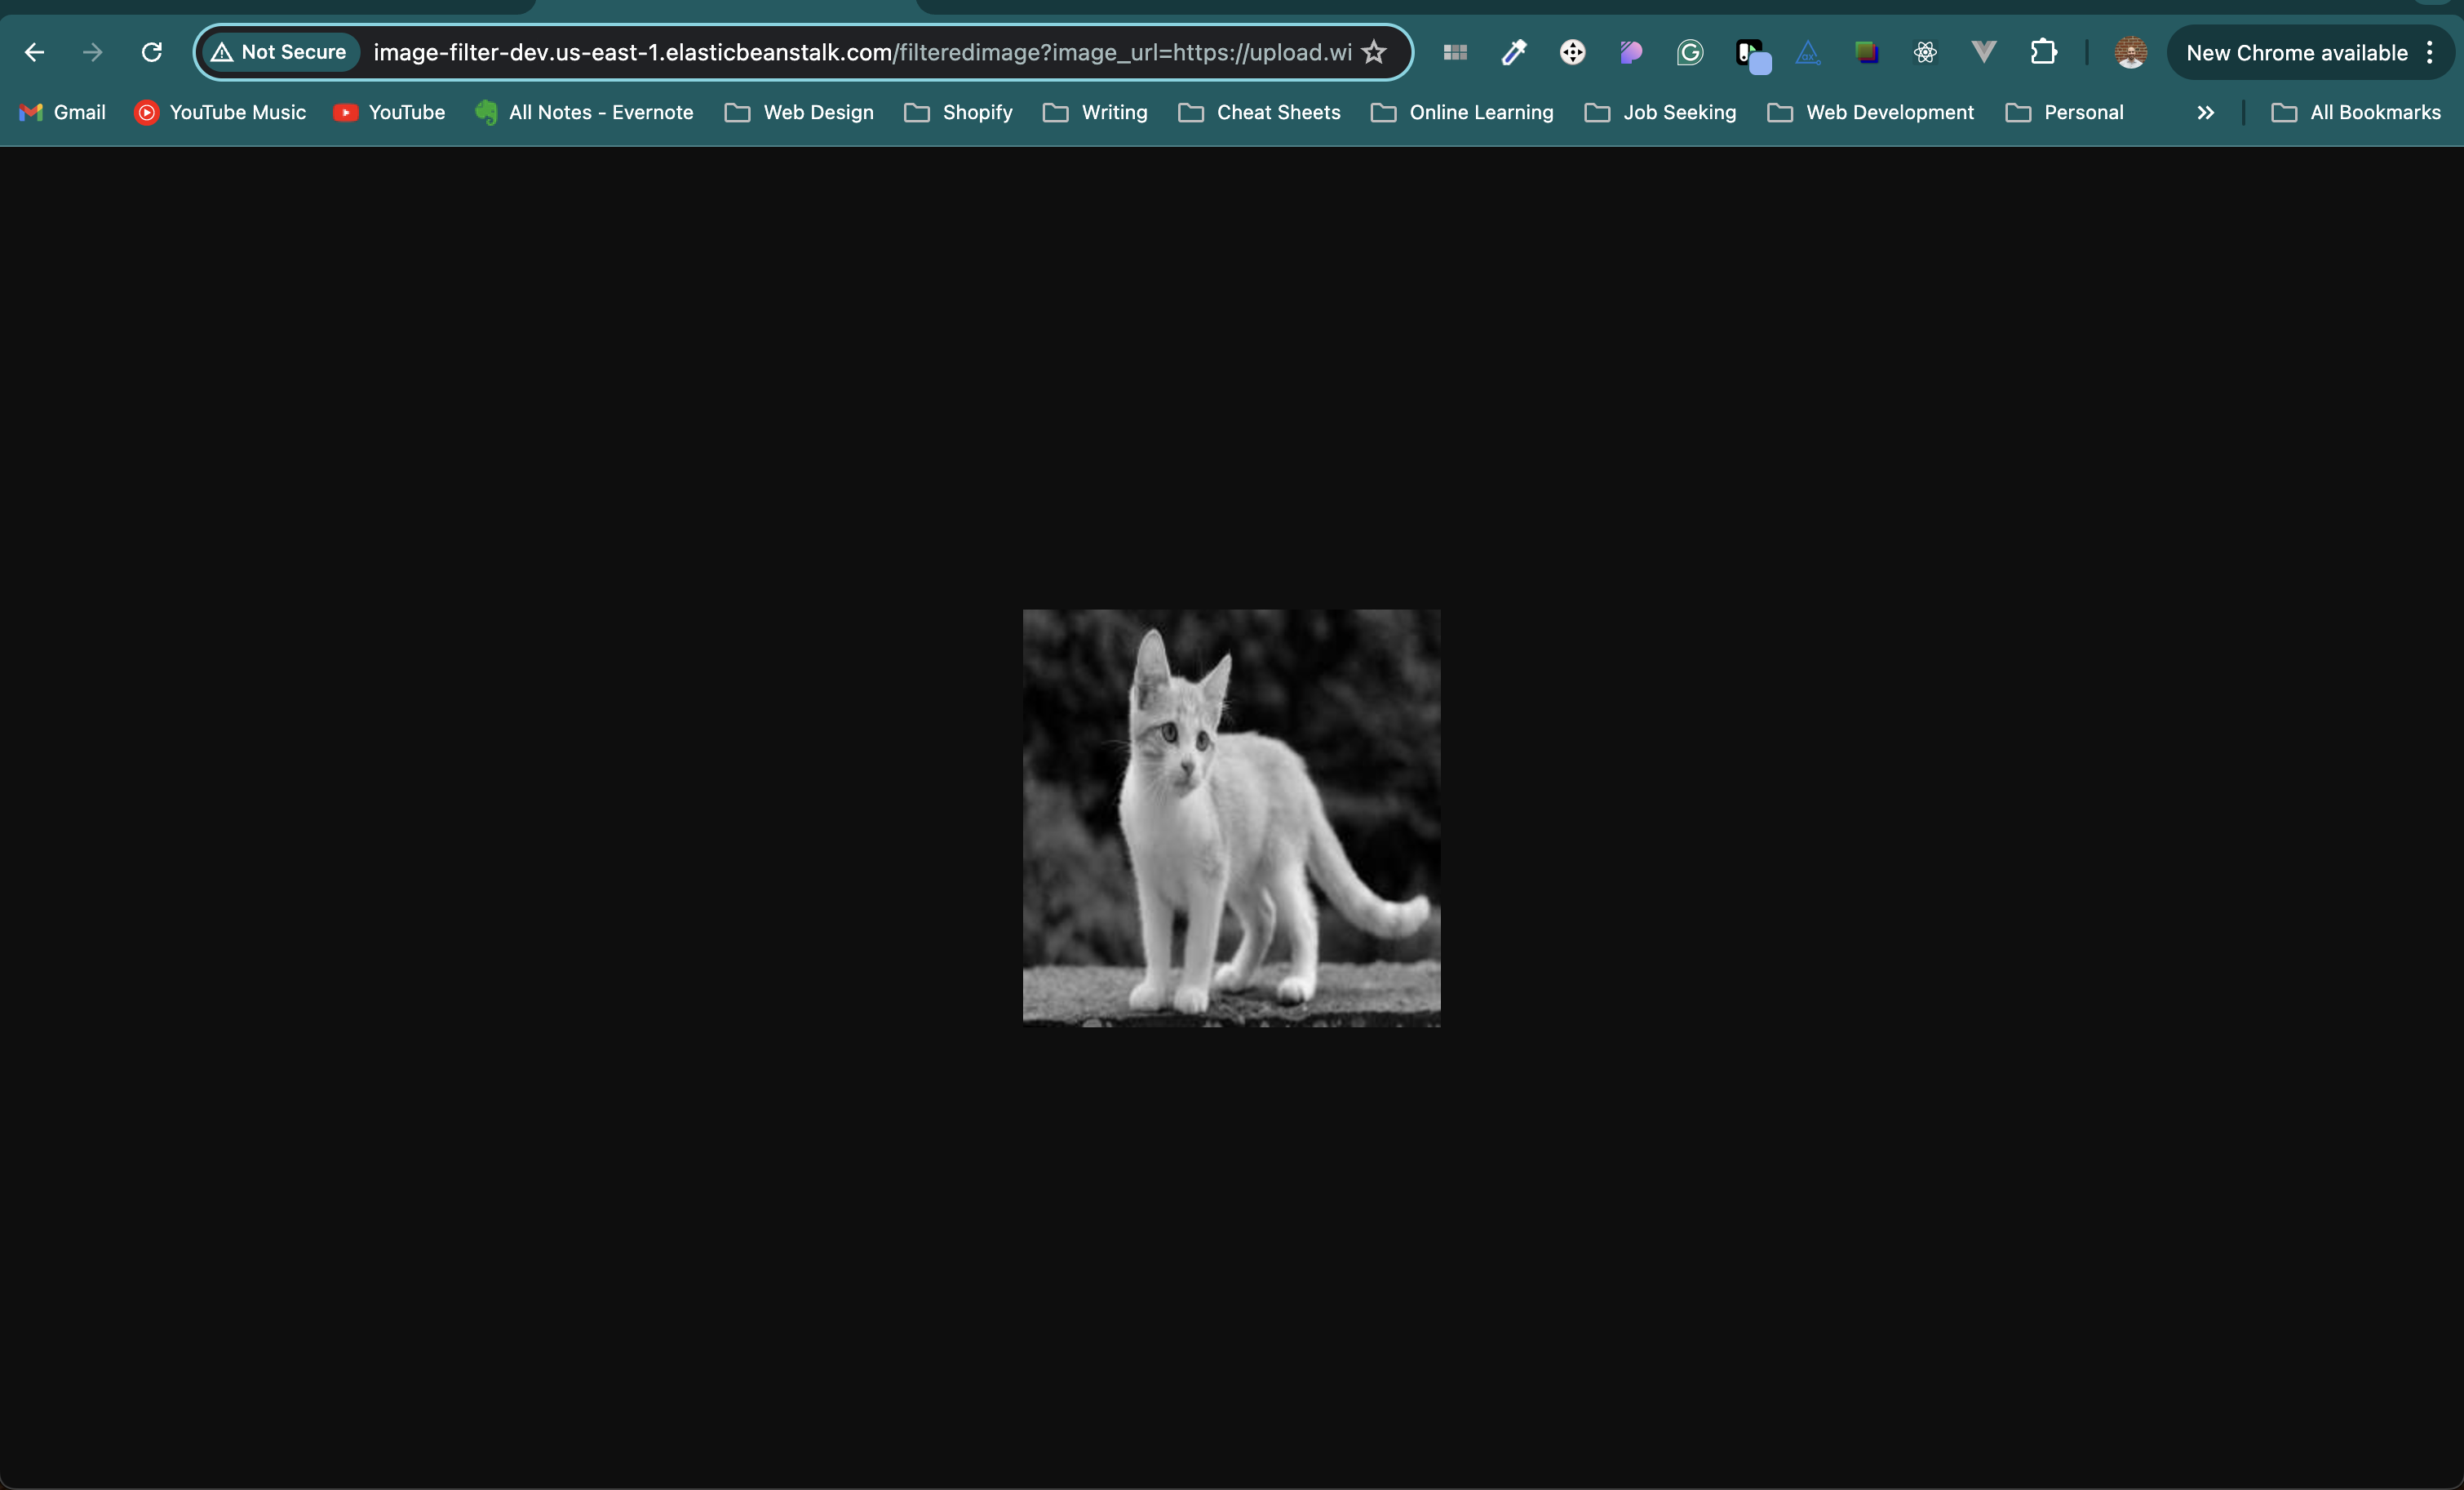 Not Secure image-filter-dev.us-east-1.elasticbeanstalk.com/filteredimage?image_url=https://upload.wi New Chrome available
Gmail YouTube Music YouTube All Notes - Evernote Web Design Shopify Writing Cheat Sheets Online Learning Job Seeking Web Development Personal All Bookmarks